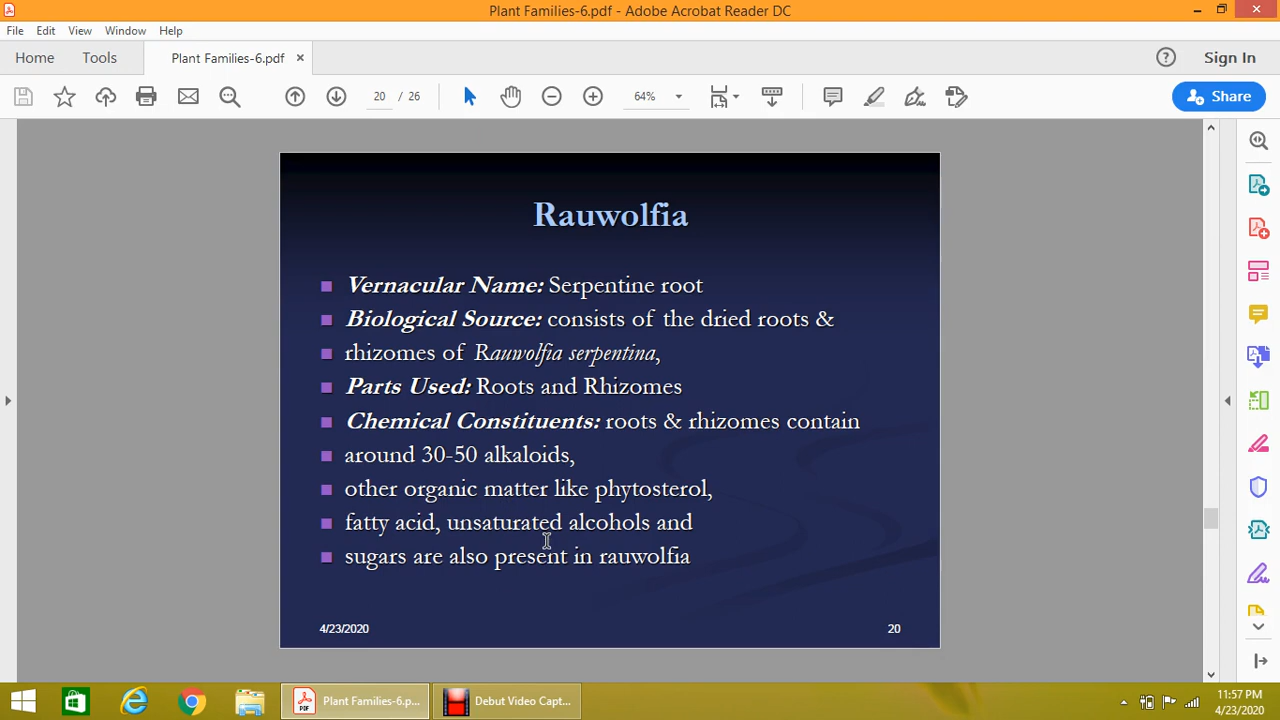 Plant Families-6.pdf - Adobe Acrobat Reader DC
File Edit View Window Help
Home Tools Plant Families-6.pdf × Sign In
20 / 26 64% Share
Rauwolfia
Vernacular Name: Serpentine root
Biological Source: consists of the dried roots &
rhizomes of Rauwolfia serpentina,
Parts Used: Roots and Rhizomes
Chemical Constituents: roots & rhizomes contain
around 30-50 alkaloids,
other organic matter like phytosterol,
fatty acid, unsaturated alcohols and
sugars are also present in rauwolfia
4/23/2020 20
Plant Families-6.p... Debut Video Capt... 11:57 PM
4/23/2020